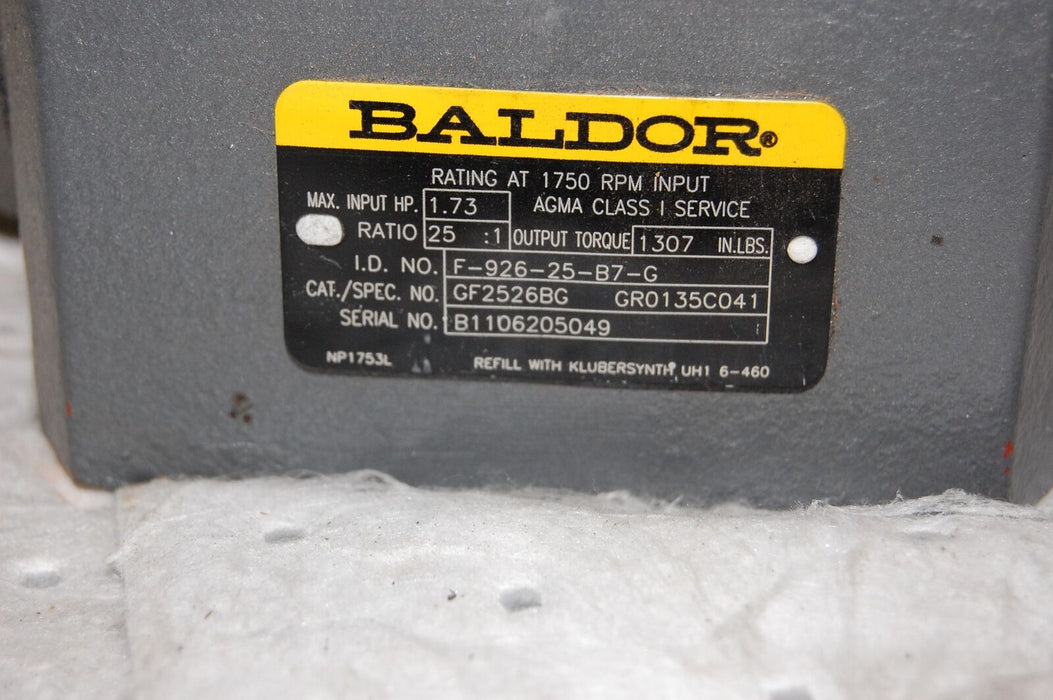 BALDOR®
RATING AT 1750 RPM INPUT
MAX. INPUT HP. 1.73 AGMA CLASS I SERVICE
RATIO 25 :1 OUTPUT TORQUE 1307 IN.LBS.
I.D. NO. F-926-25-B7-G
CAT./SPEC. NO. GF2526BG GR0135C041
SERIAL NO. B1106205049
NP1753L REFILL WITH KLUBERSYNTH UH1 6-460